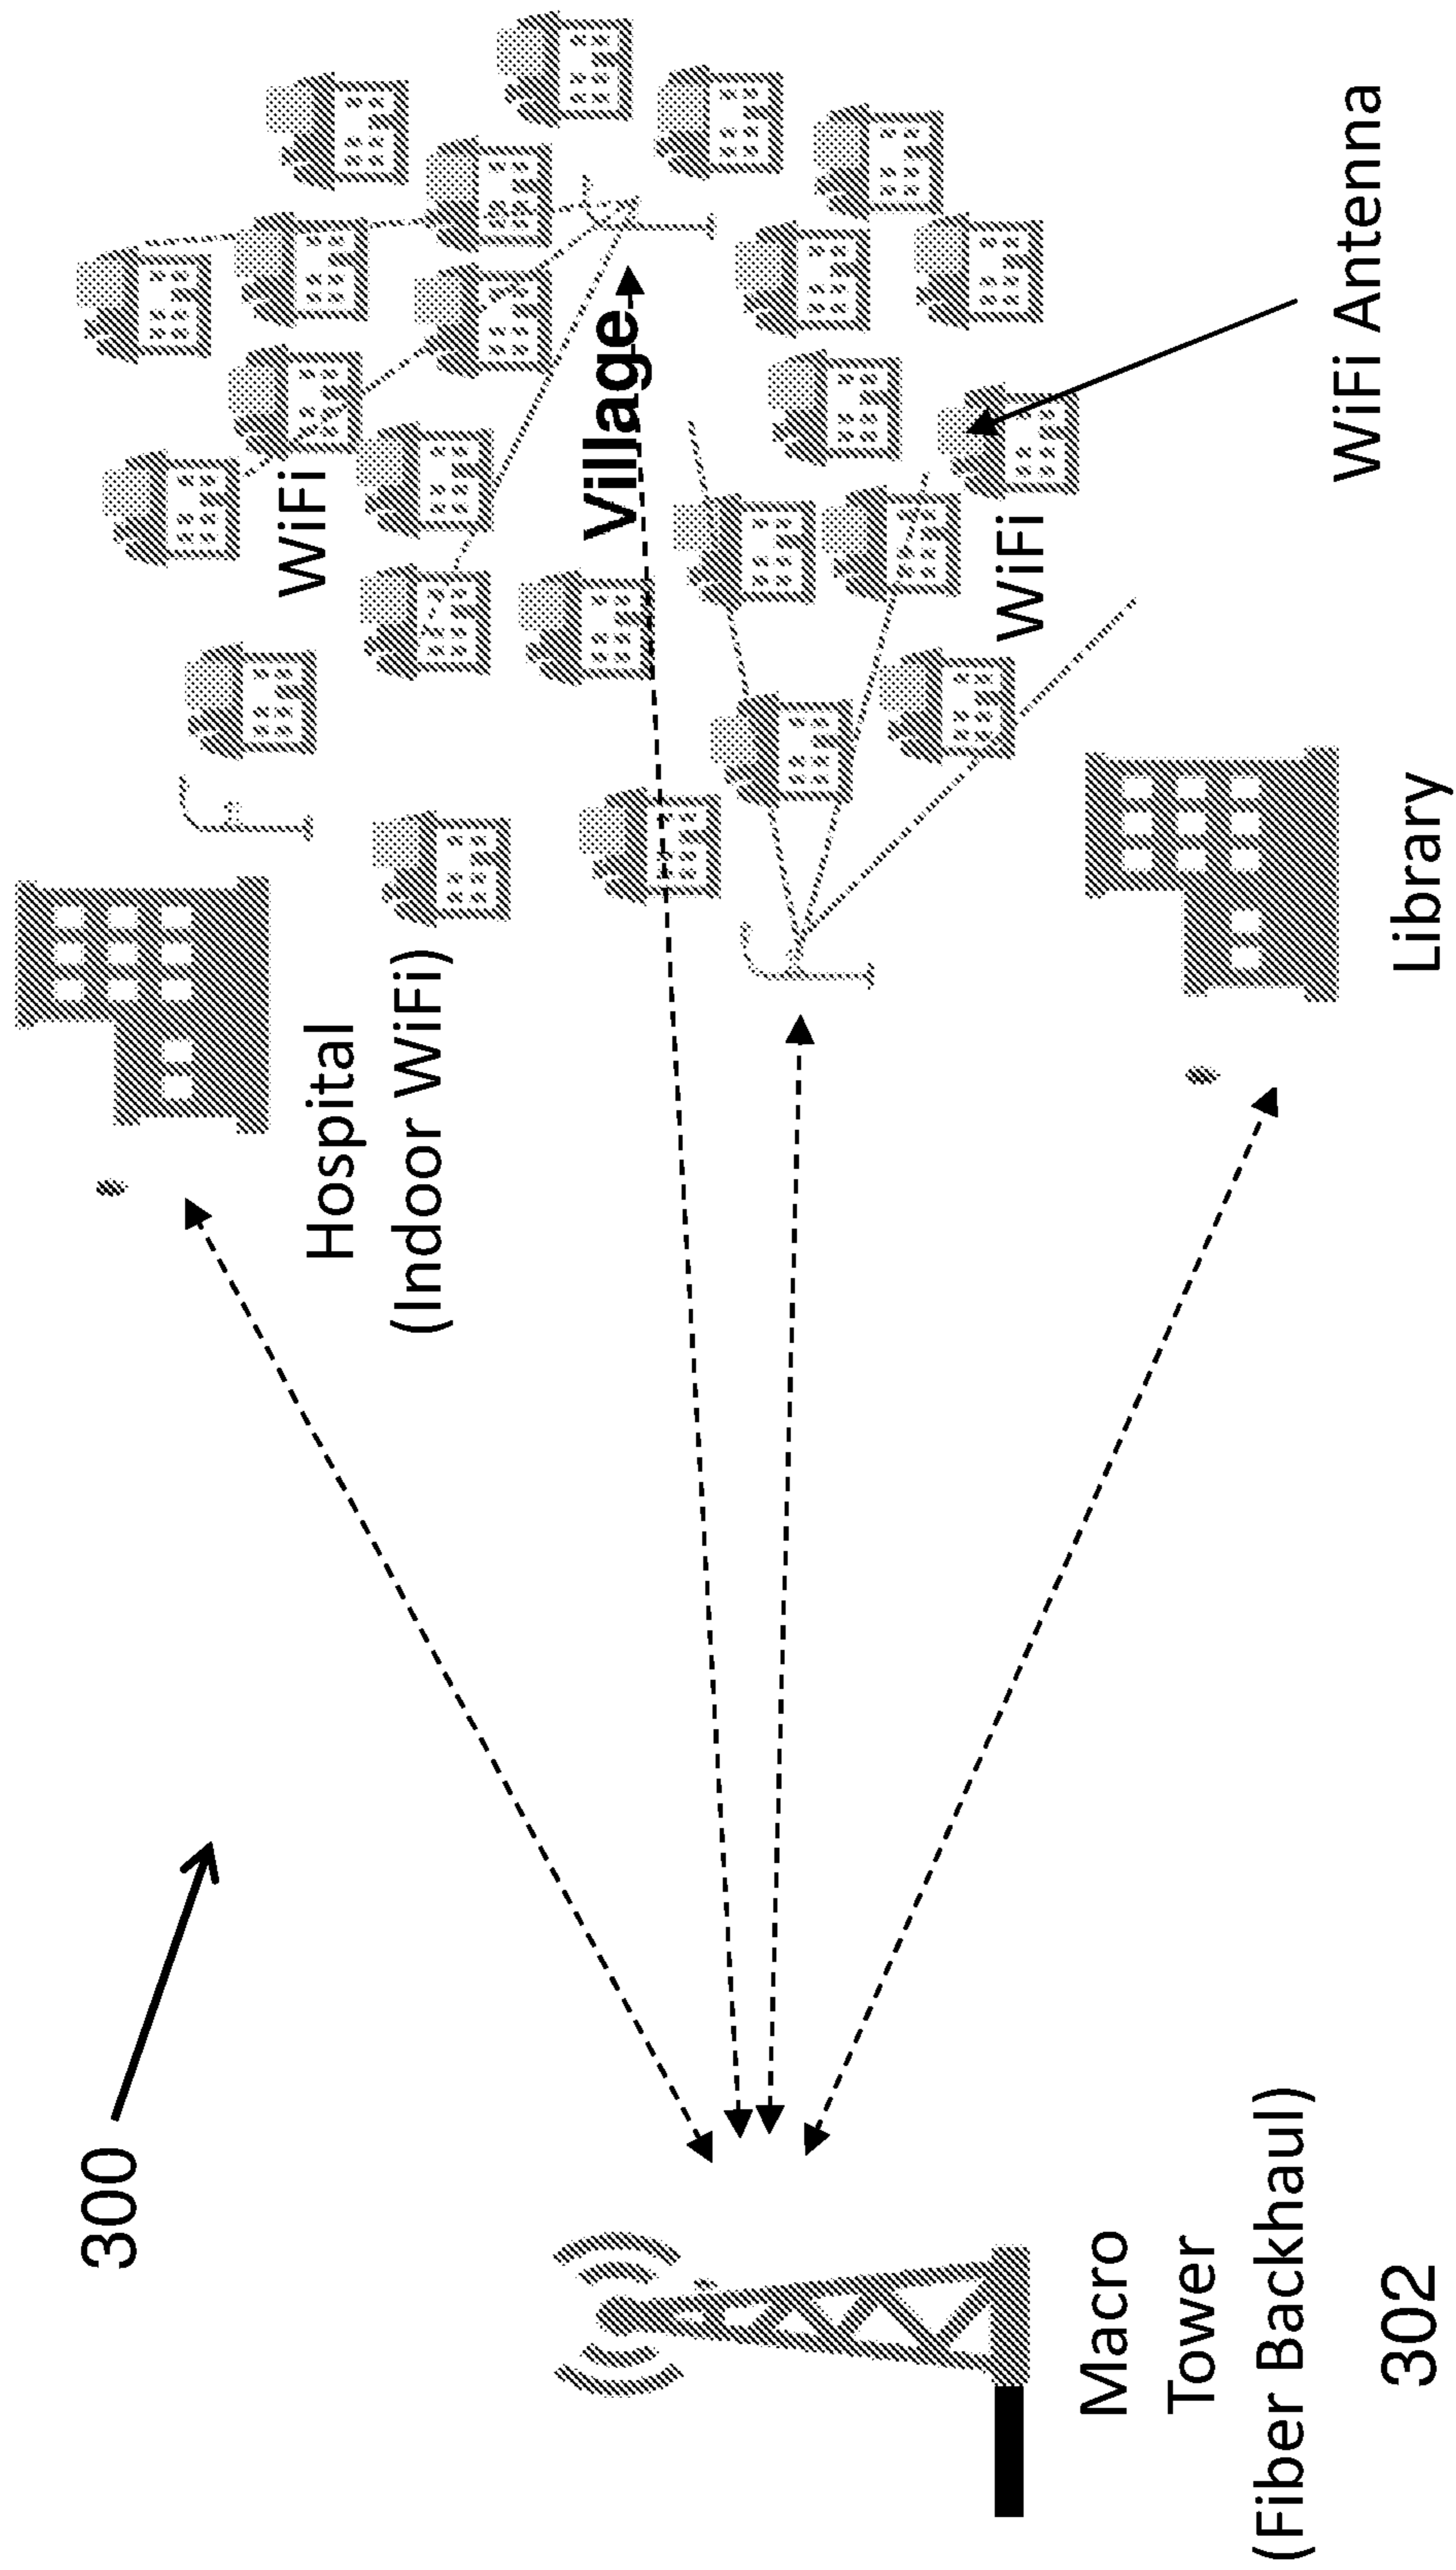 300
Hospital
(Indoor WiFi)
WiFi
Village
WiFi
Macro
Tower
(Fiber Backhaul)
302
Library
WiFi Antenna